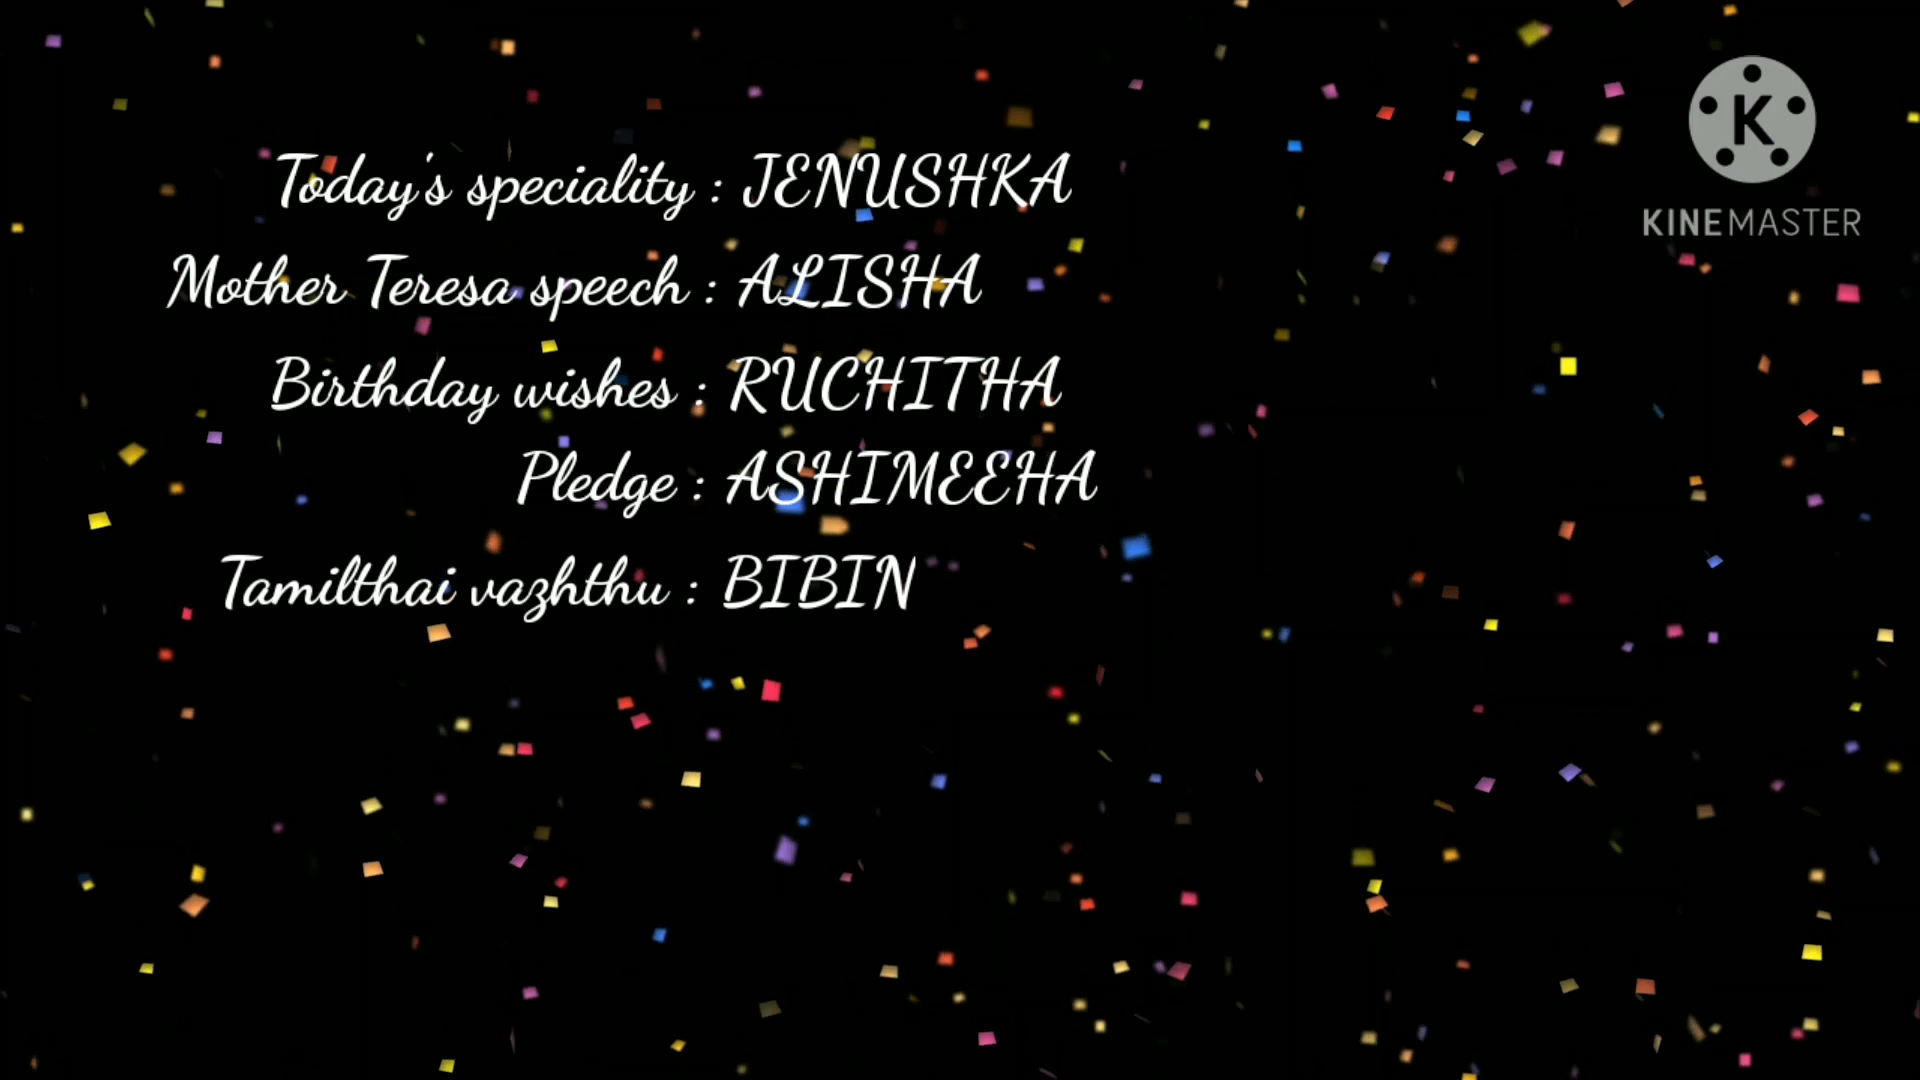 Today's speciality : JENUSHKA
Mother Teresa speech : ALISHA
Birthday wishes : RUCHITHA
Pledge : ASHIMEEHA
Tamilthai vazhthu : BIBIN
K
KINEMASTER